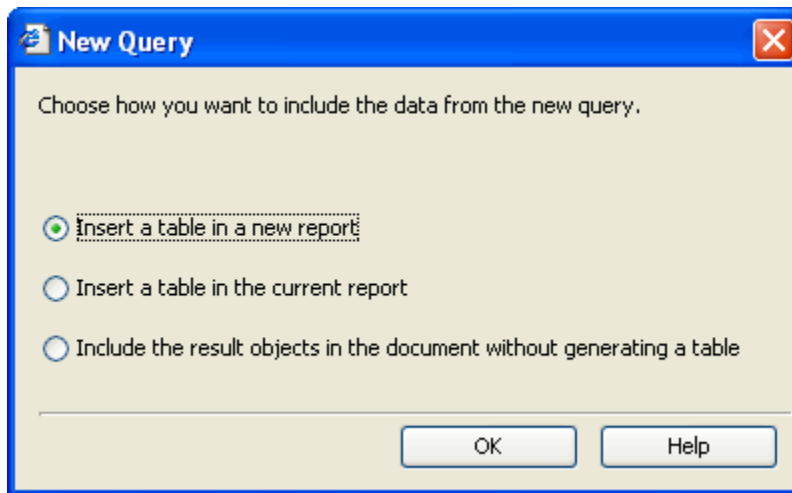 New Query
Choose how you want to include the data from the new query.
Insert a table in a new report
Insert a table in the current report
Include the result objects in the document without generating a table
OK
Help